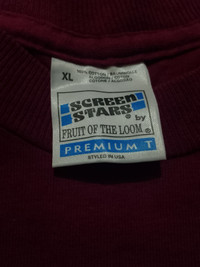 XL
SCREEN
STARS
®
by
FRUIT OF THE LOOM ®
PREMIUM T
STYLED IN USA